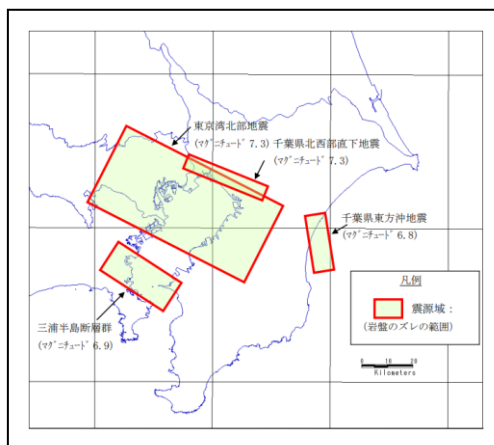 東京湾北部地震
(マグニチュード 7.3)
千葉県北西部直下地震
(マグニチュード 7.3)
千葉県東方沖地震
(マグニチュード 6.8)
三浦半島断層群
(マグニチュード 6.9)
凡例
震源域：
(岩盤のズレの範囲)
0 10 20
Kilometers